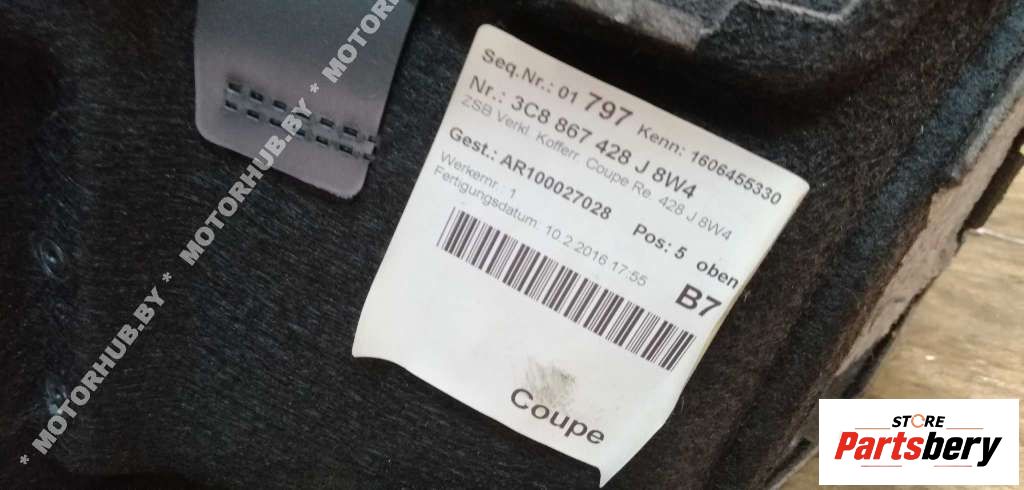 Seq.Nr.: 01 797 Kenn: 1606455330
Nr.: 3C8 867 428 J 8W4
ZSB Verkl. Kofferr. Coupe Re. 428 J 8W4
Gest.: AR100027028 Pos: 5 oben
Werkernr.: 1
Fertigungsdatum: 10.2.2016 17:55 B7
Coupe
* MOTORHUB.BY * MOTORHUB.BY * MOTORHUB.BY * MOTOR
STORE
Partsbery